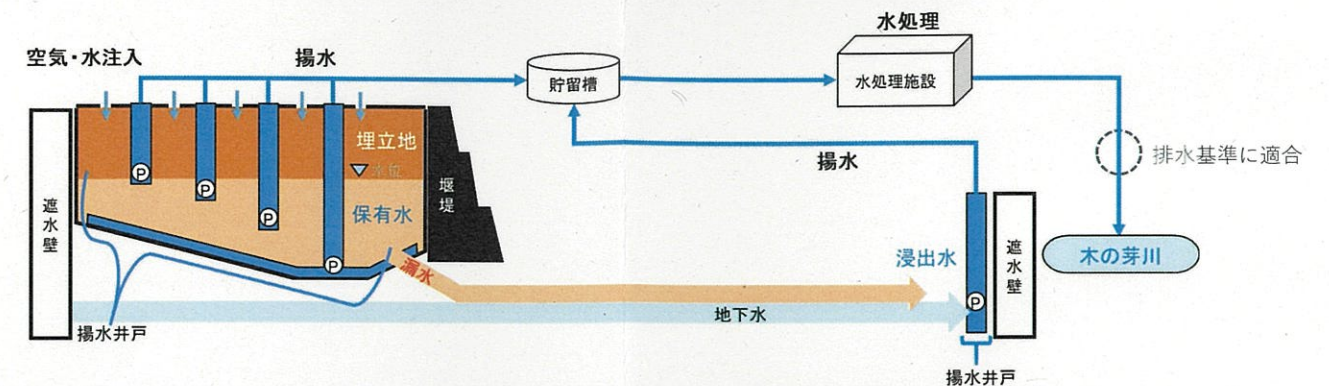 水処理
空気・水注入
揚水
貯留槽
水処理施設
埋立地
水位
保有水
堰堤
遮水壁
漏水
揚水井戸
揚水
浸出水
地下水
遮水壁
揚水井戸
排水基準に適合
木の芽川
P
P
P
P
P